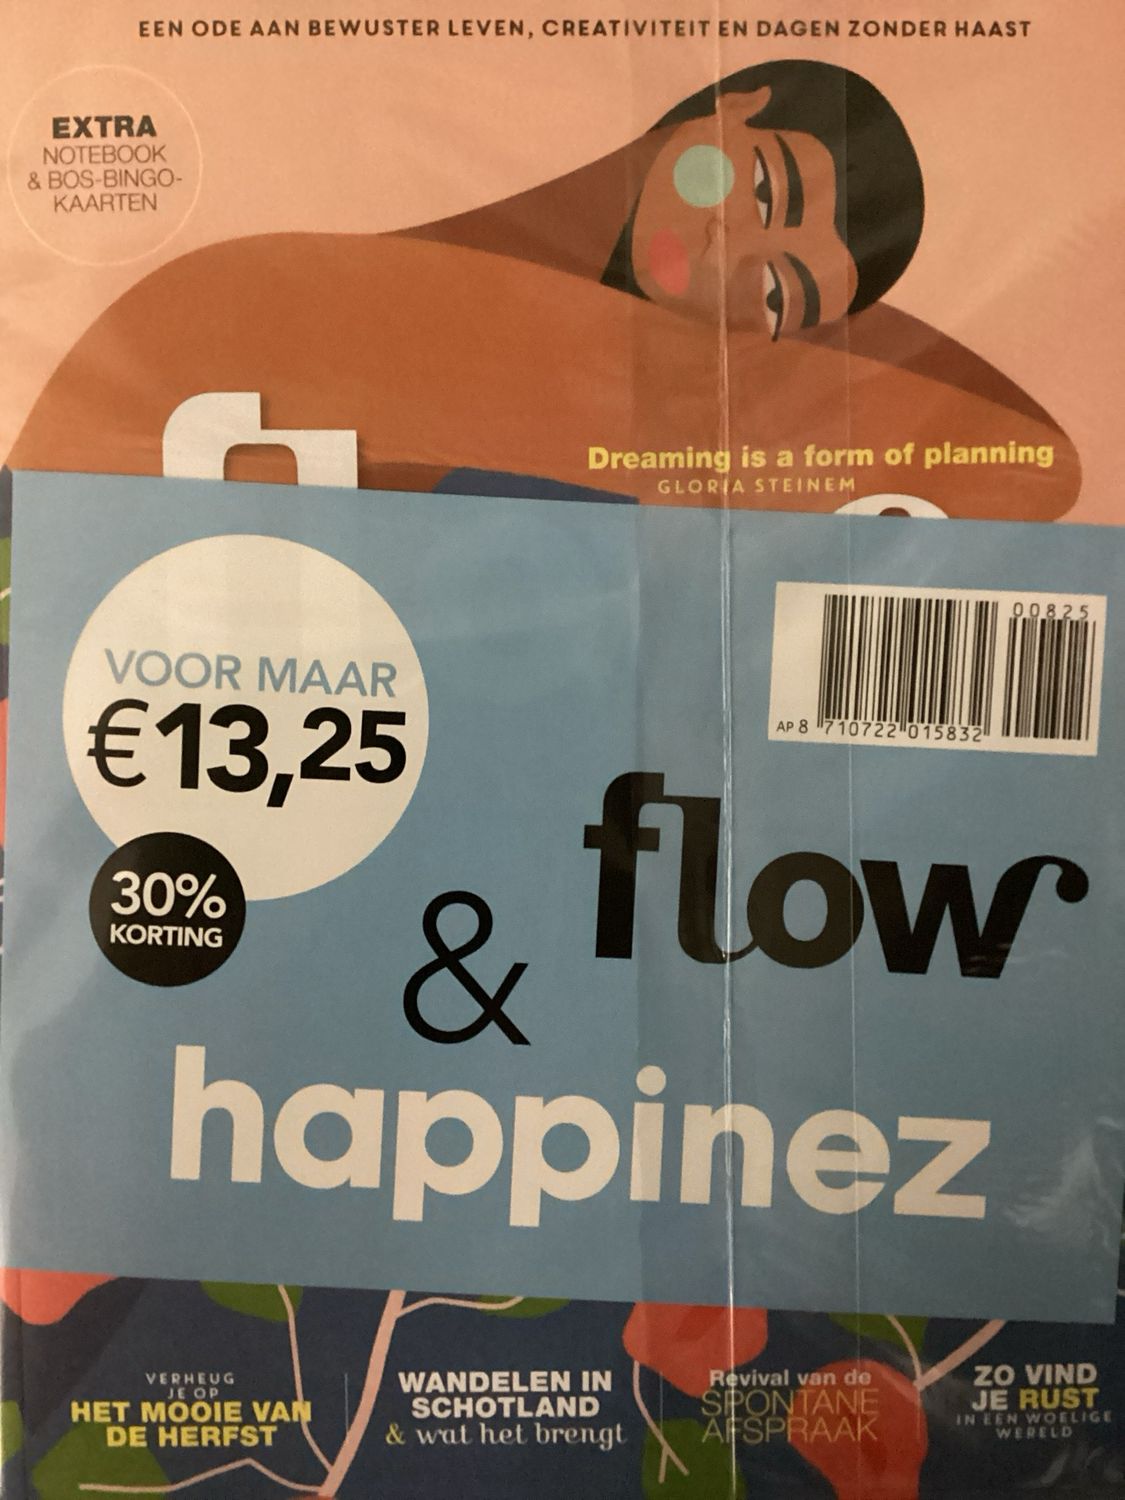 EEN ODE AAN BEWUSTER LEVEN, CREATIVITEIT EN DAGEN ZONDER HAAST
EXTRA
NOTEBOOK
& BOS-BINGO-
KAARTEN
Dreaming is a form of planning
GLORIA STEINEM
VOOR MAAR
€13,25
30%
KORTING
00825
AP 8 710722 015832
flow
&
happinez
VERHEUG
JE OP
HET MOOIE VAN
DE HERFST
WANDELEN IN
SCHOTLAND
& wat het brengt
Revival van de
SPONTANE
AFSPRAAK
ZO VIND
JE RUST
IN EEN WOELIGE
WERELD